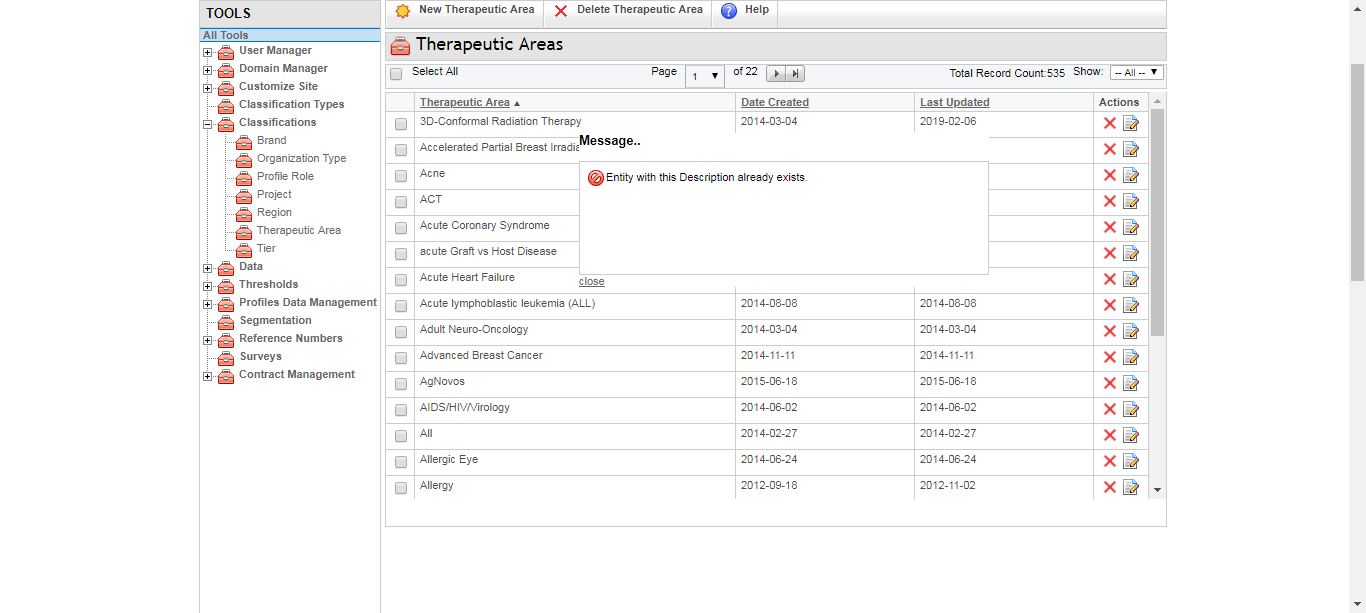 TOOLS
All Tools
User Manager
Domain Manager
Customize Site
Classification Types
Classifications
Brand
Organization Type
Profile Role
Project
Region
Therapeutic Area
Tier
Data
Thresholds
Profiles Data Management
Segmentation
Reference Numbers
Surveys
Contract Management
New Therapeutic Area Delete Therapeutic Area ? Help
Therapeutic Areas
Select All Page 1 of 22 Total Record Count:535 Show: -- All --
Therapeutic Area Date Created Last Updated Actions
3D-Conformal Radiation Therapy 2014-03-04 2019-02-06
Accelerated Partial Breast
Acne
ACT
Acute Coronary Syndrome
acute Graft vs Host Disease
Acute Heart Failure
Message..
Entity with this Description already exists.
close
Acute lymphoblastic leukemia (ALL) 2014-08-08 2014-08-08
Adult Neuro-Oncology 2014-03-04 2014-03-04
Advanced Breast Cancer 2014-11-11 2014-11-11
AgNovos 2015-06-18 2015-06-18
AIDS/HIV/Virology 2014-06-02 2014-06-02
All 2014-02-27 2014-02-27
Allergic Eye 2014-06-24 2014-06-24
Allergy 2012-09-18 2012-11-02